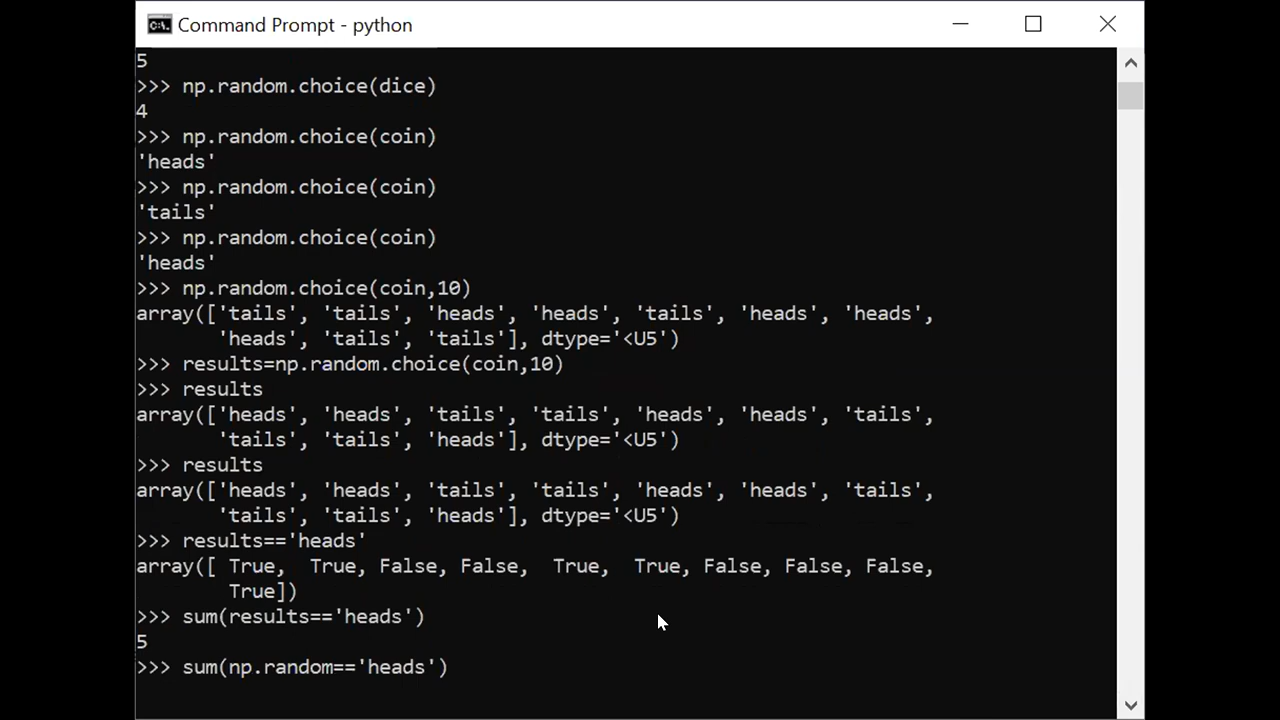 Command Prompt - python
5
>>> np.random.choice(dice)
4
>>> np.random.choice(coin)
'heads'
>>> np.random.choice(coin)
'tails'
>>> np.random.choice(coin)
'heads'
>>> np.random.choice(coin,10)
array(['tails', 'tails', 'heads', 'heads', 'tails', 'heads', 'heads',
       'heads', 'tails', 'tails'], dtype='<U5')
>>> results=np.random.choice(coin,10)
>>> results
array(['heads', 'heads', 'tails', 'tails', 'heads', 'heads', 'tails',
       'tails', 'tails', 'heads'], dtype='<U5')
>>> results
array(['heads', 'heads', 'tails', 'tails', 'heads', 'heads', 'tails',
       'tails', 'tails', 'heads'], dtype='<U5')
>>> results=='heads'
array([ True,  True, False, False,  True,  True, False, False, False,
        True])
>>> sum(results=='heads')
5
>>> sum(np.random=='heads')